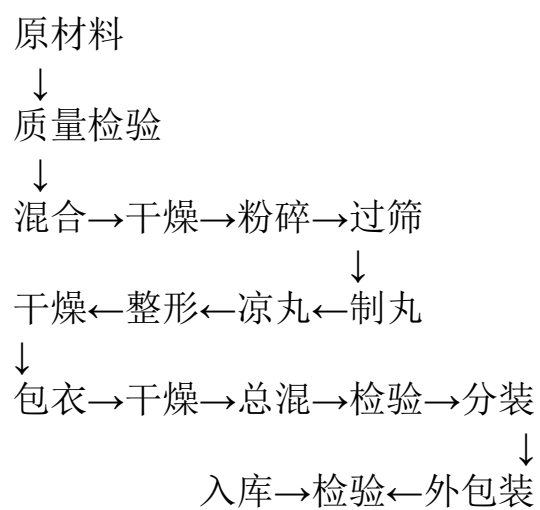 原材料
↓
质量检验
↓
混合→干燥→粉碎→过筛
↓
干燥←整形←凉丸←制丸
↓
包衣→干燥→总混→检验→分装
↓
入库→检验←外包装